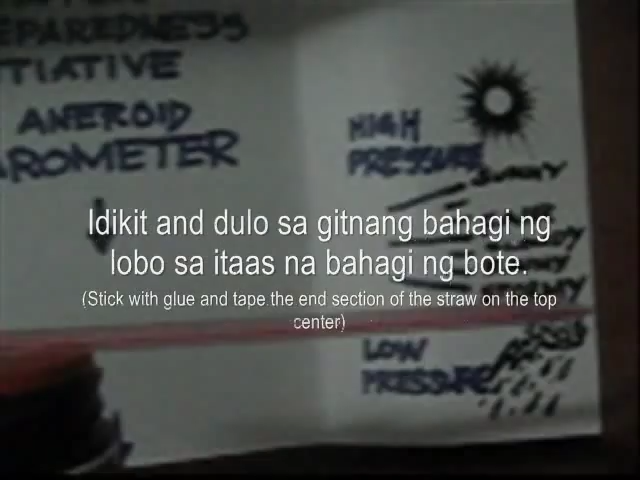 EPAREDNESS
TIATIVE
ANEROID
AROMETER
HIGH
PRESSURE
SUNNY
Idikit and dulo sa gitnang bahagi ng
lobo sa itaas na bahagi ng bote.
(Stick with glue and tape the end section of the straw on the top
center)
LOW
PRESSURE